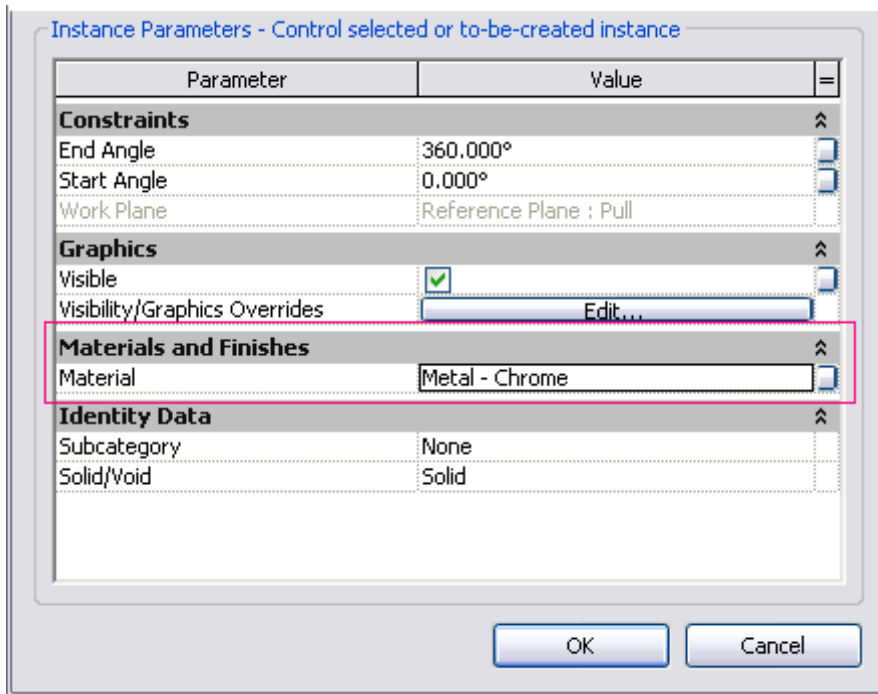 Instance Parameters - Control selected or to-be-created instance
Parameter Value =
Constraints
End Angle 360.000°
Start Angle 0.000°
Work Plane Reference Plane : Pull
Graphics
Visible
Visibility/Graphics Overrides Edit...
Materials and Finishes
Material Metal - Chrome
Identity Data
Subcategory None
Solid/Void Solid
OK Cancel